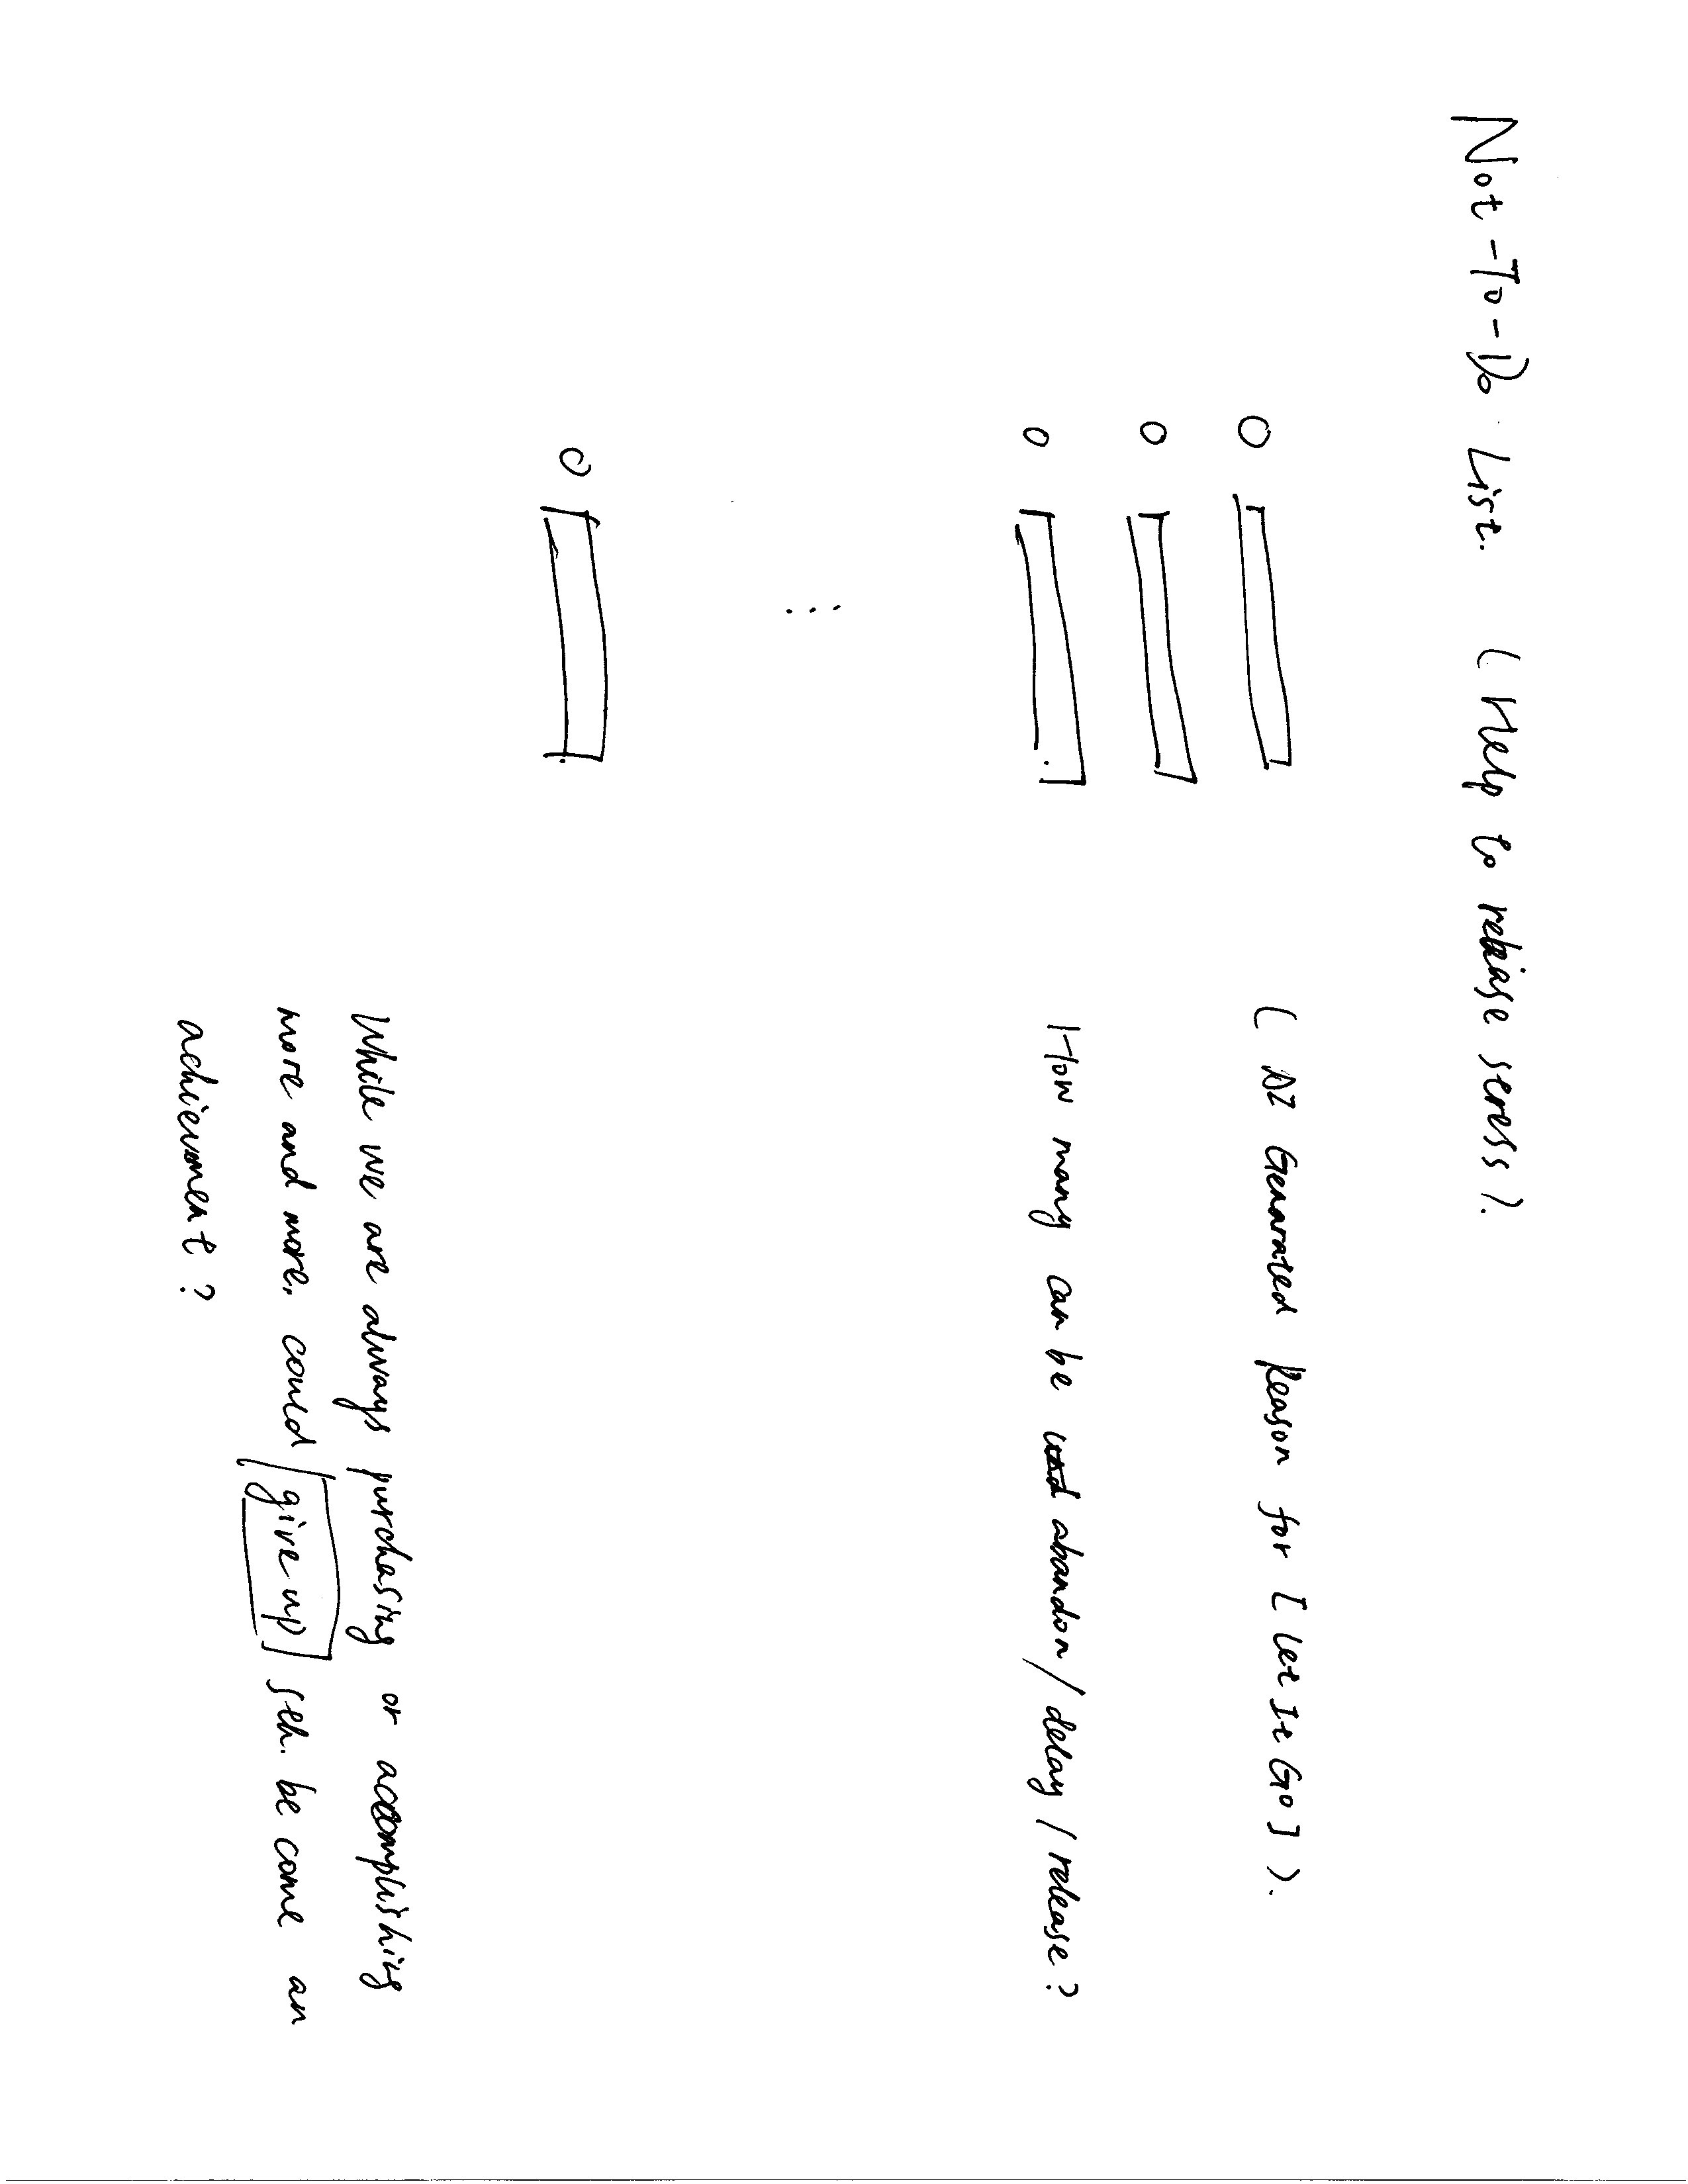 Not-To-Do List. (Help to release stress).
(AI Generated Reason for [Let It Go]).
How many can be abandon/delay/release?
While we are always purchasing or accomplishing
more and more, could [give up] sth. be come an
achievement?